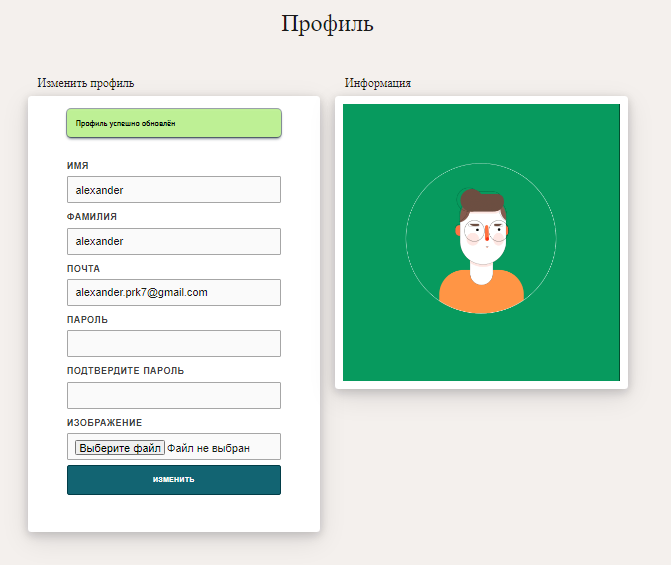 Профиль
Изменить профиль
Информация
Профиль успешно обновлён
ИМЯ
alexander
ФАМИЛИЯ
alexander
ПОЧТА
alexander.prk7@gmail.com
ПАРОЛЬ
ПОДТВЕРДИТЕ ПАРОЛЬ
ИЗОБРАЖЕНИЕ
Выберите файл Файл не выбран
ИЗМЕНИТЬ